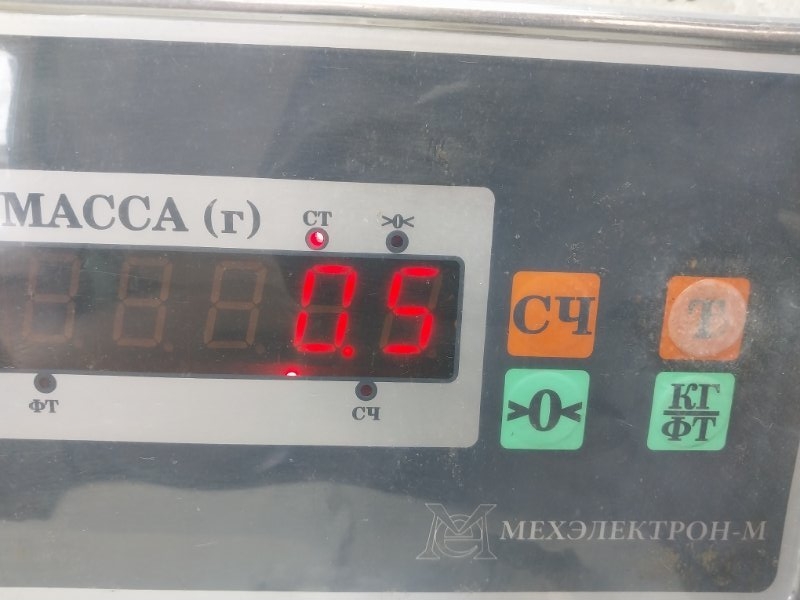 МАССА (г)
СТ
>0<
0.5
ФТ
СЧ
СЧ
Т
>0<
КГ
ФТ
МЕХЭЛЕКТРОН-М